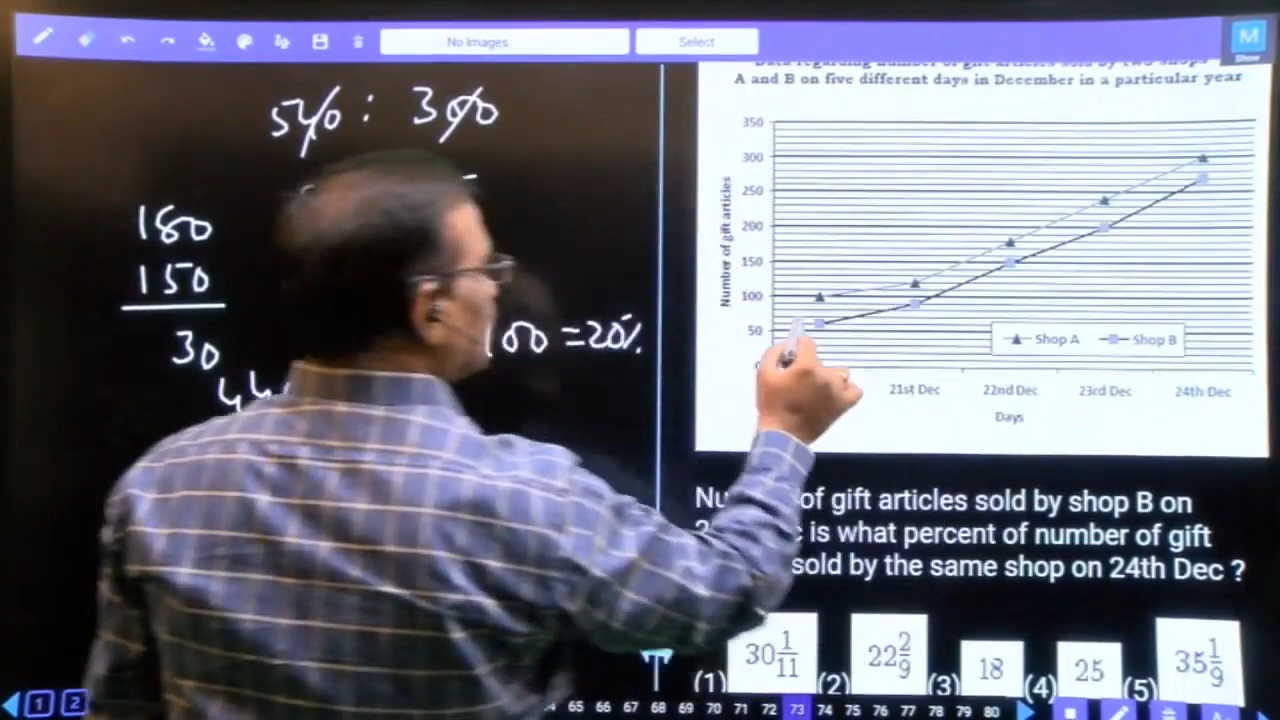 No Images
Select
M
Show
A and B on five different days in December in a particular year
540 : 300
180
150
30
100 = 20%
44
350
300
250
200
150
100
50
Number of gift articles
Shop A
Shop B
21st Dec
22nd Dec
23rd Dec
24th Dec
Days
of gift articles sold by shop B on
is what percent of number of gift
sold by the same shop on 24th Dec ?
(1) 30 1/11 (2) 22 2/9 (3) 18 (4) 25 (5) 35 1/9
1 2 65 66 67 68 69 70 71 72 73 74 75 76 77 78 79 80